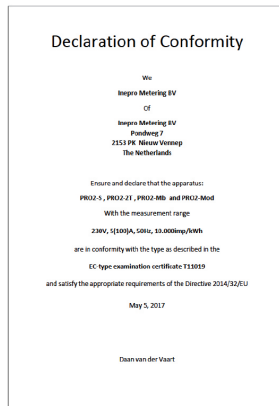 Declaration of Conformity
We
Inepro Metering BV
Of
Inepro Metering BV
Pondweg 7
2153 PK Nieuw Vennep
The Netherlands
Ensure and declare that the apparatus:
PRO2-S , PRO2-2T , PRO2-Mb and PRO2-Mod
With the measurement range
230V, 5(100)A, 50Hz, 10.000imp/kWh
are in conformity with the type as described in the
EC-type examination certificate T11019
and satisfy the appropriate requirements of the Directive 2014/32/EU
May 5, 2017
Daan van der Vaart